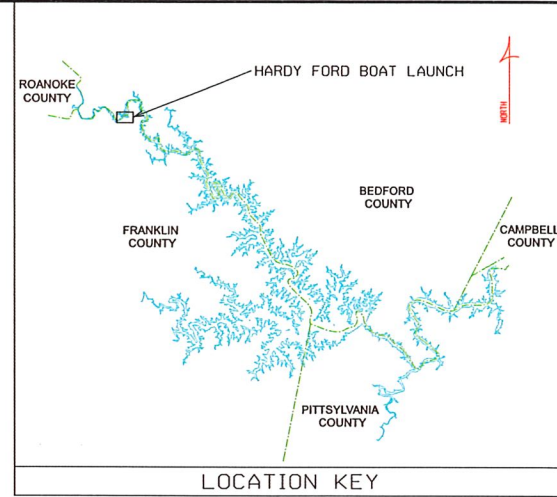 HARDY FORD BOAT LAUNCH
ROANOKE
COUNTY
NORTH
BEDFORD
COUNTY
FRANKLIN
COUNTY
CAMPBELL
COUNTY
PITTSYLVANIA
COUNTY
LOCATION KEY